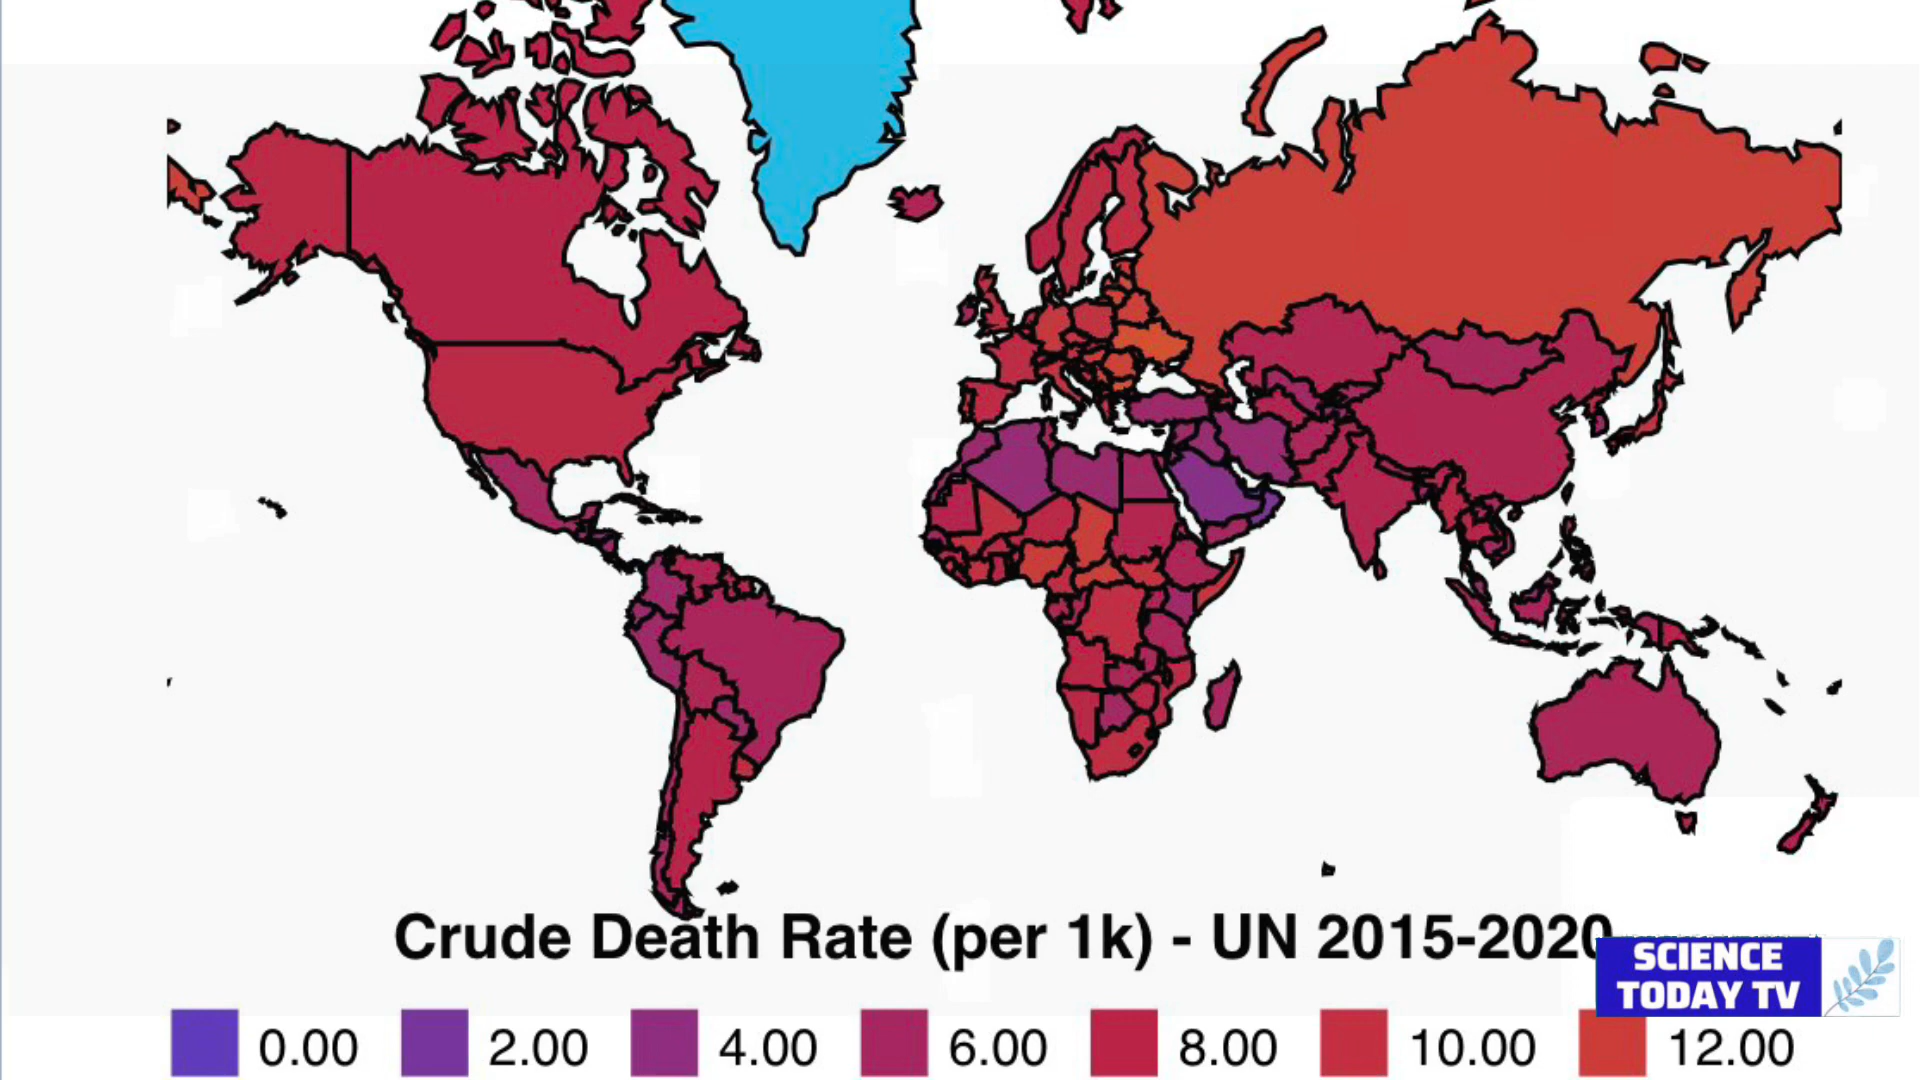 Crude Death Rate (per 1k) - UN 2015-2020
SCIENCE
TODAY TV
0.00 2.00 4.00 6.00 8.00 10.00 12.00